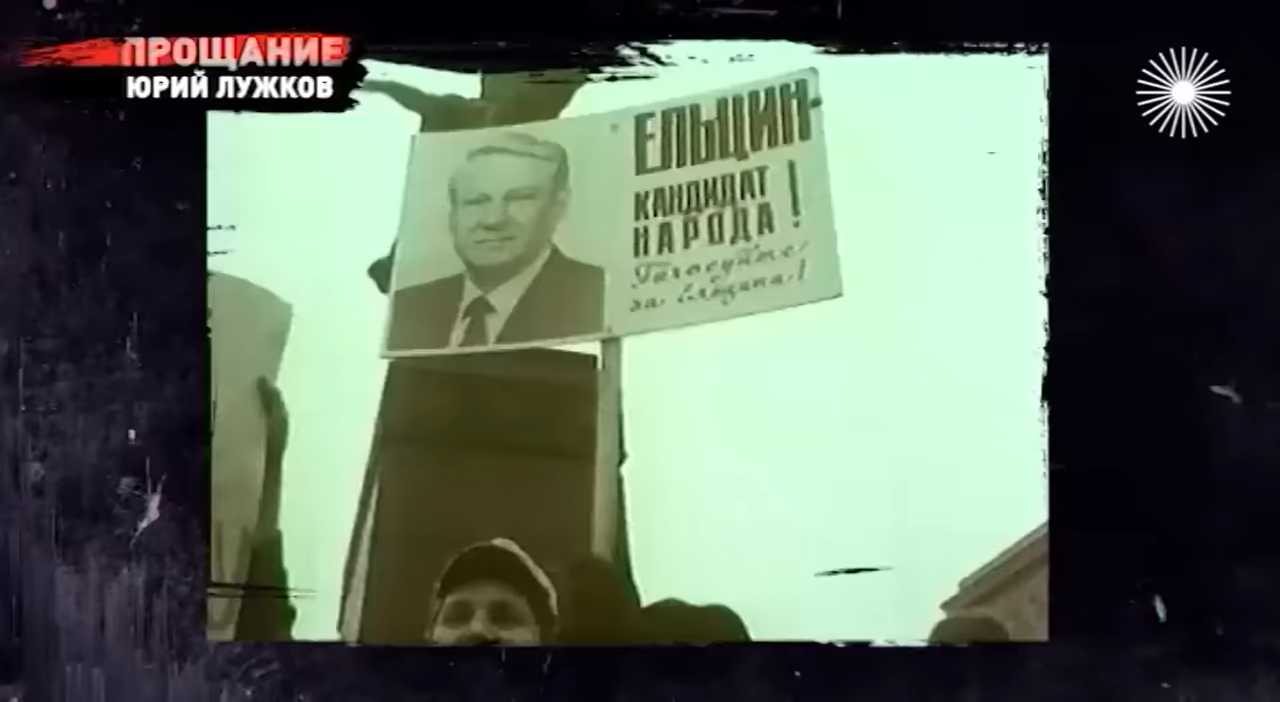 ПРОЩАНИЕ
ЮРИЙ ЛУЖКОВ
ЕЛЬЦИН-
КАНДИДАТ
НАРОДА!
Голосуйте
за Ельцина!